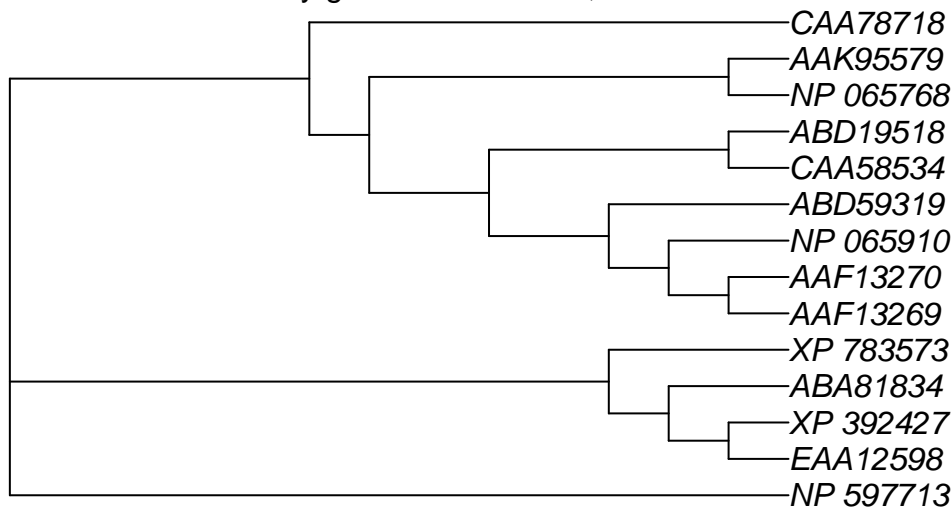 CAA78718
AAK95579
NP 065768
ABD19518
CAA58534
ABD59319
NP 065910
AAF13270
AAF13269
XP 783573
ABA81834
XP 392427
EAA12598
NP 597713